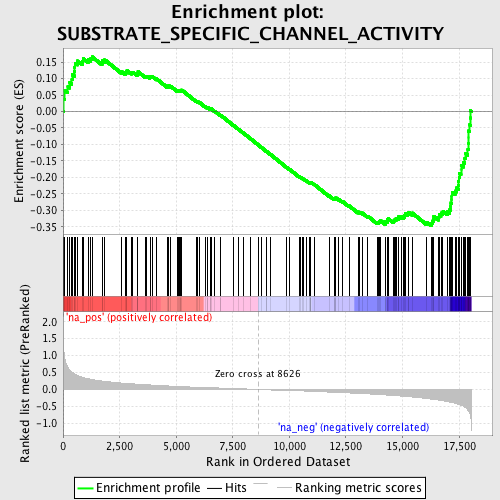 Enrichment plot:
SUBSTRATE_SPECIFIC_CHANNEL_ACTIVITY
Enrichment score (ES)
0.15
0.10
0.05
0.00
-0.05
-0.10
-0.15
-0.20
-0.25
-0.30
-0.35
'na_pos' (positively correlated)
Ranked list metric (PreRanked)
2.0
1.5
1.0
0.5
0.0
-0.5
-1.0
Zero cross at 8626
'na_neg' (negatively correlated)
0
2,500
5,000
7,500
10,000
12,500
15,000
17,500
Rank in Ordered Dataset
Enrichment profile
Hits
Ranking metric scores